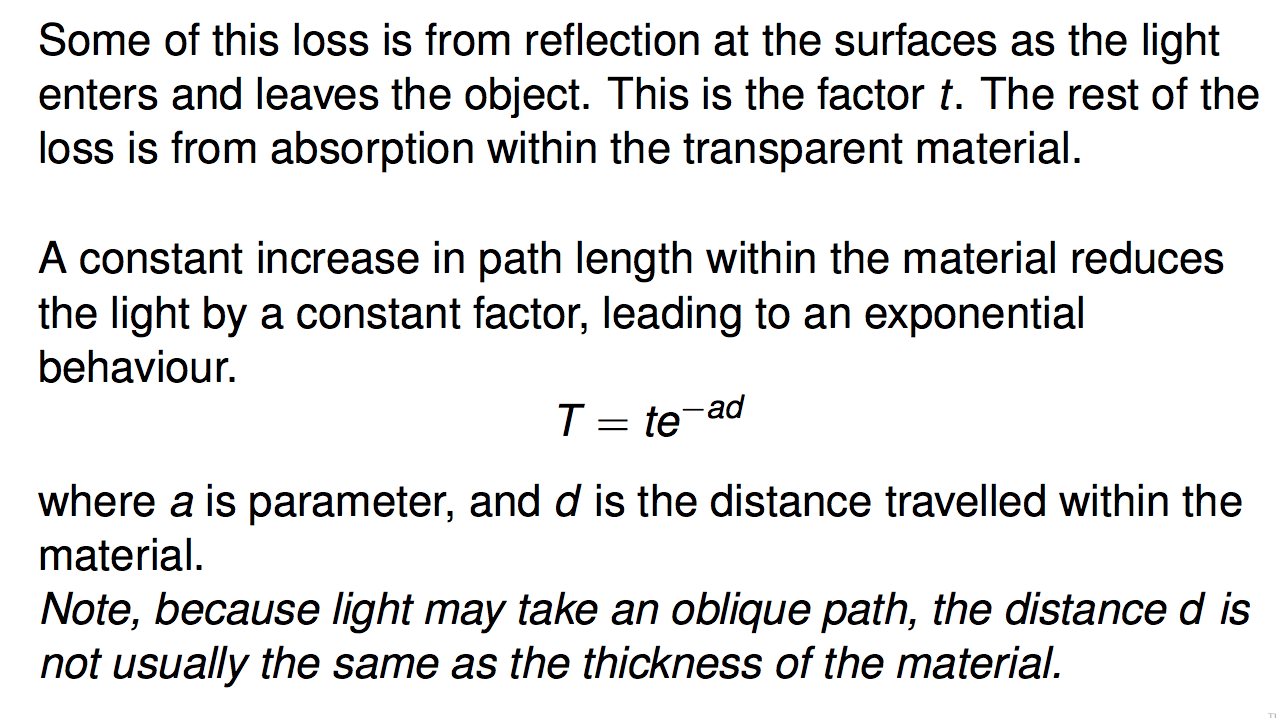 Some of this loss is from reflection at the surfaces as the light
enters and leaves the object. This is the factor t. The rest of the
loss is from absorption within the transparent material.
A constant increase in path length within the material reduces
the light by a constant factor, leading to an exponential
behaviour.
T = te^{-ad}
where a is parameter, and d is the distance travelled within the
material.
Note, because light may take an oblique path, the distance d is
not usually the same as the thickness of the material.